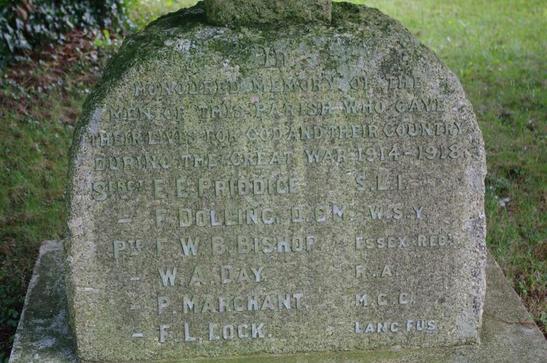 IN
HONOURED MEMORY OF THE
MEN OF THIS PARISH WHO GAVE
THEIR LIVES FOR GOD AND THEIR COUNTRY
DURING THE GREAT WAR 1914-1918
SERGT E.E. PRIDDICE S.L.I.
- F. DOLLING, D.C.M. W.S.Y.
PTE F.W.B. BISHOP ESSEX REGT
- W.A. DAY. R.A.
- P. MARCHANT. M.G.C.
- F.L. LOCK. LANC FUS.